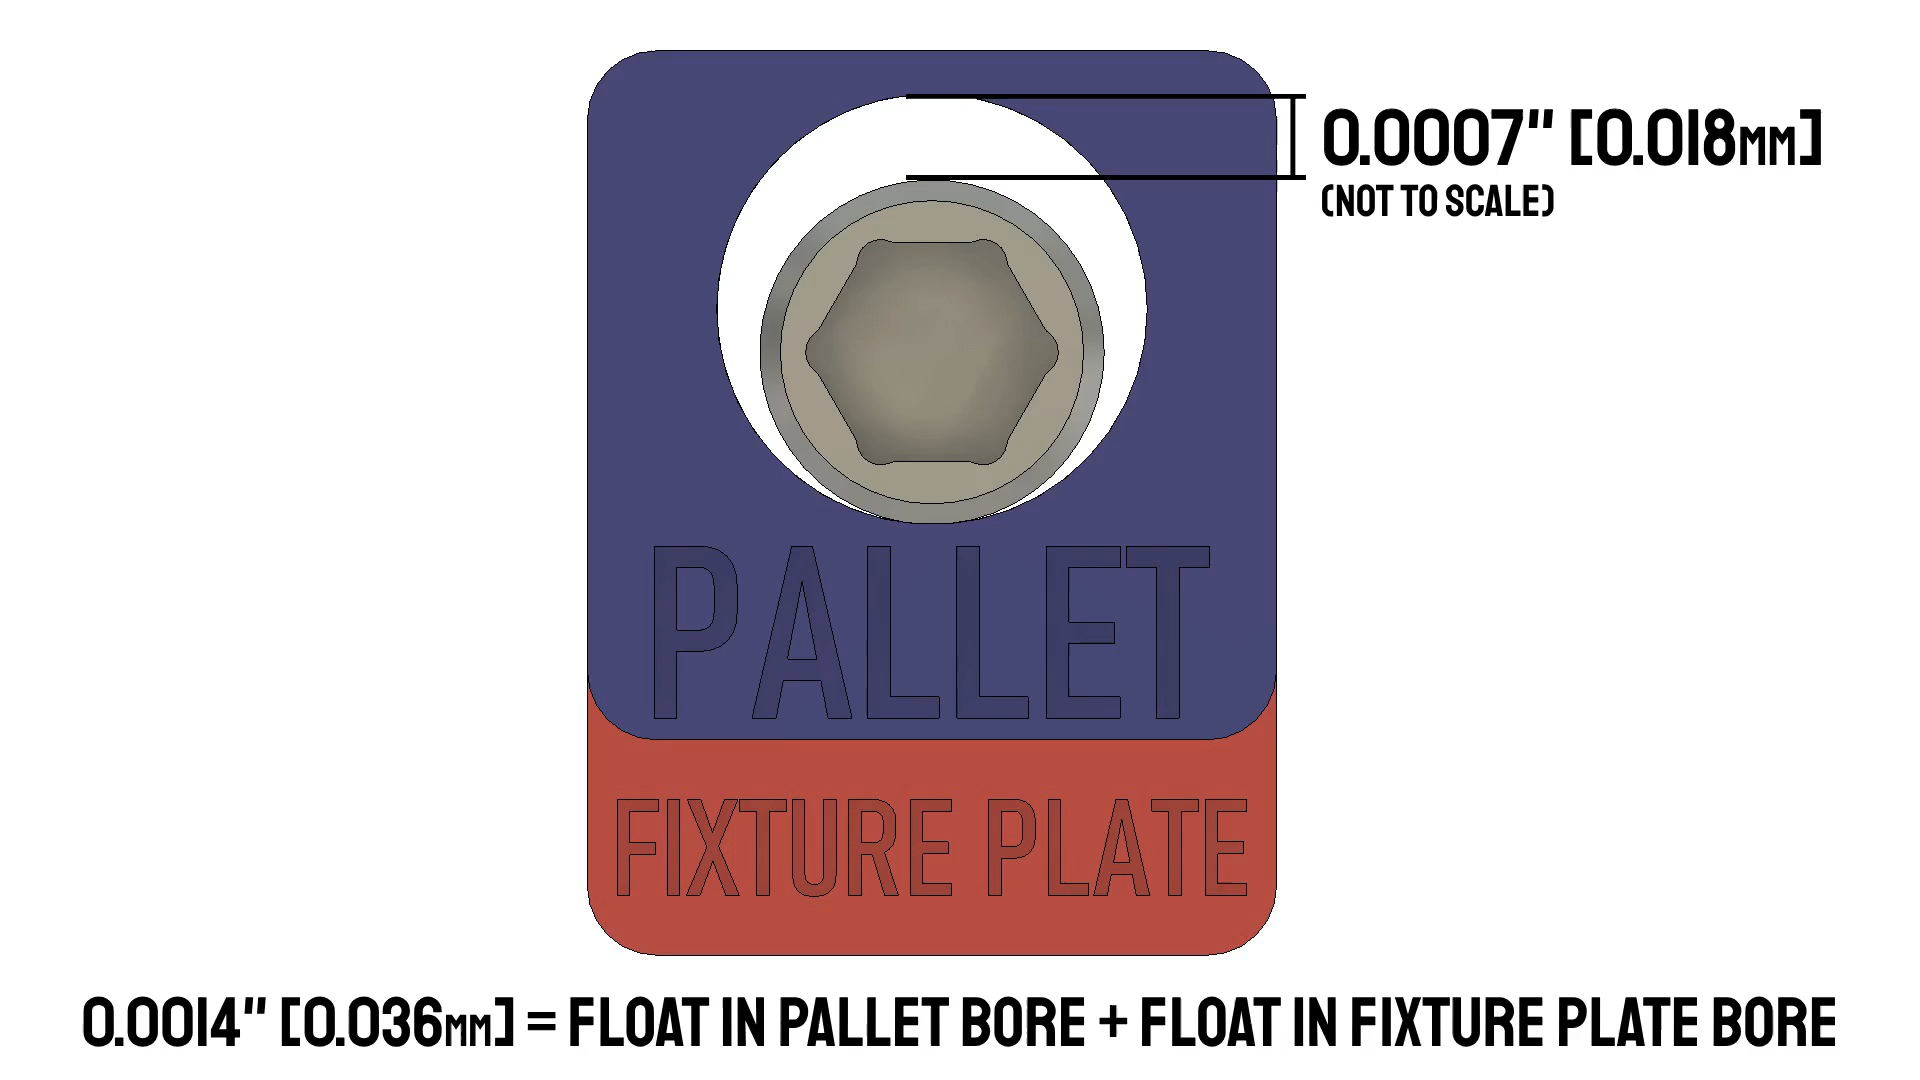 0.0007" [0.018MM]
(NOT TO SCALE)
PALLET
FIXTURE PLATE
0.0014" [0.036MM] = FLOAT IN PALLET BORE + FLOAT IN FIXTURE PLATE BORE